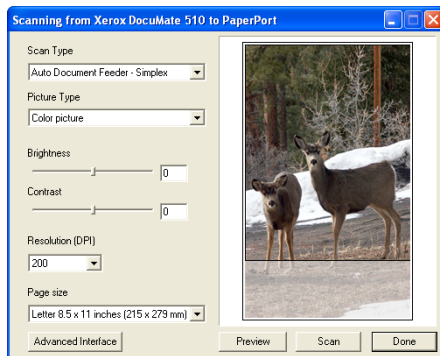 Scanning from Xerox DocuMate 510 to PaperPort
Scan Type
Auto Document Feeder - Simplex
Picture Type
Color picture
Brightness
0
Contrast
0
Resolution (DPI)
200
Page size
Letter 8.5 x 11 inches (215 x 279 mm)
Advanced Interface
Preview
Scan
Done